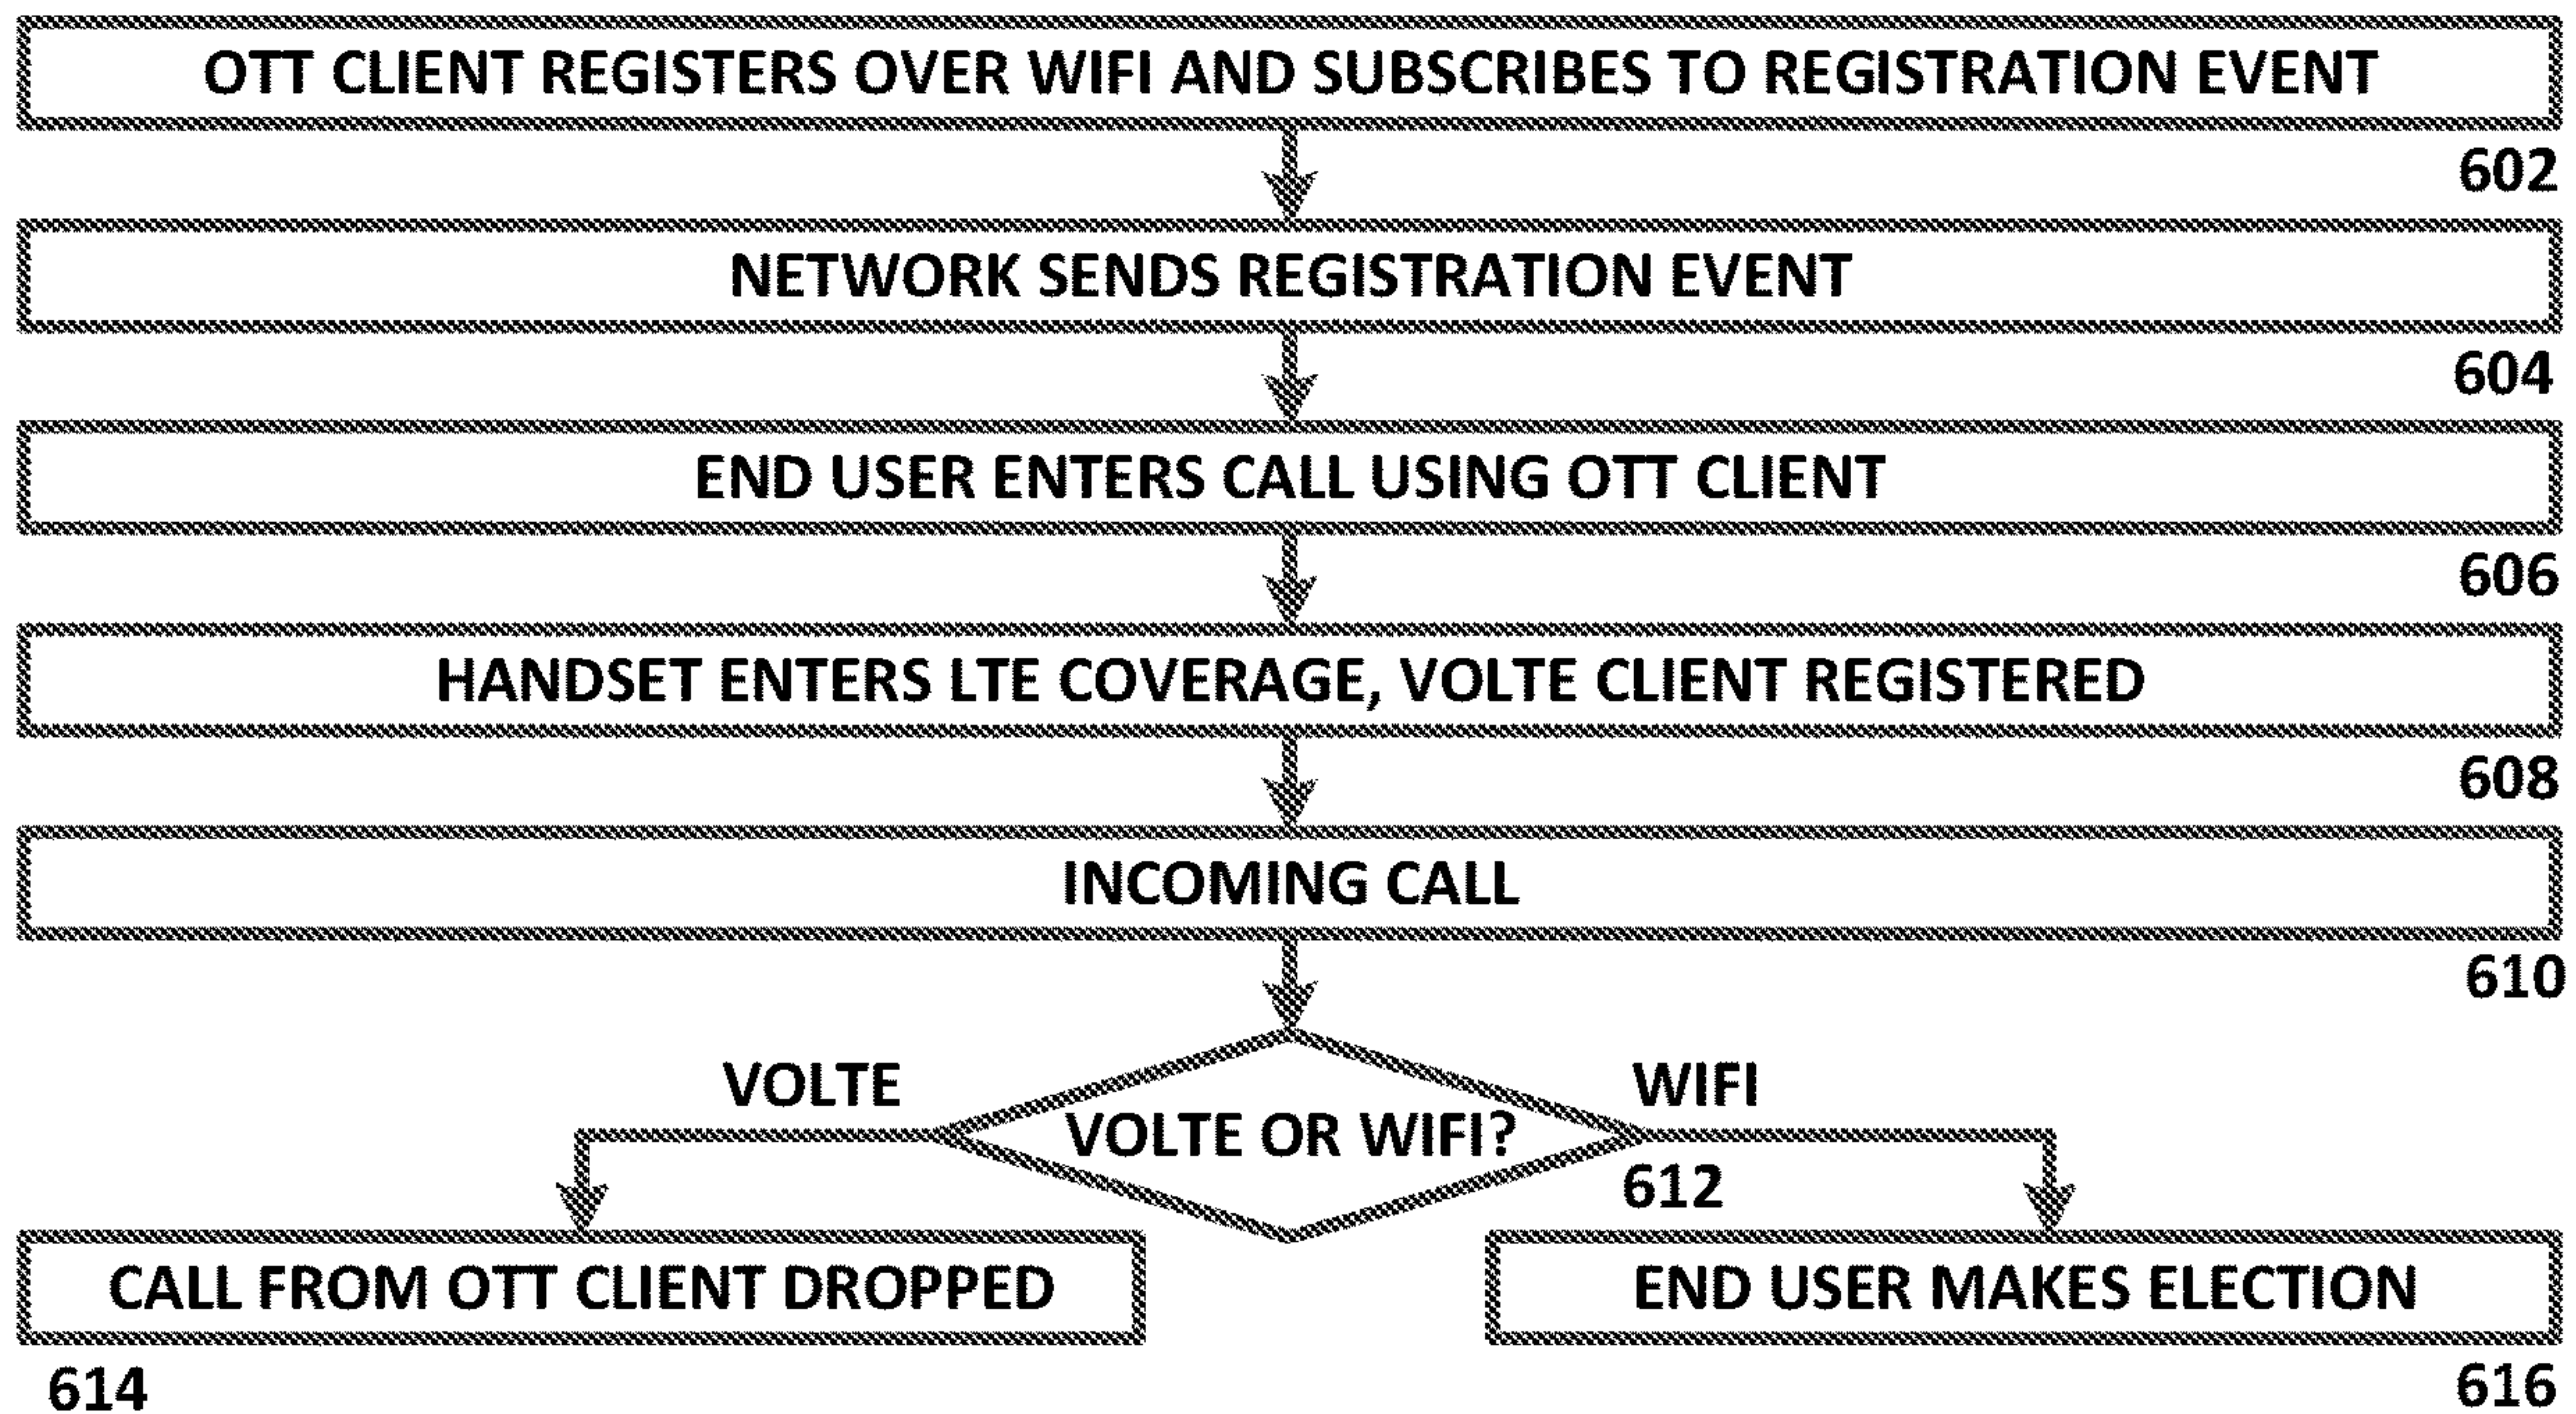 OTT CLIENT REGISTERS OVER WIFI AND SUBSCRIBES TO REGISTRATION EVENT
602
NETWORK SENDS REGISTRATION EVENT
604
END USER ENTERS CALL USING OTT CLIENT
606
HANDSET ENTERS LTE COVERAGE, VOLTE CLIENT REGISTERED
608
INCOMING CALL
610
VOLTE
WIFI
VOLTE OR WIFI?
612
CALL FROM OTT CLIENT DROPPED
END USER MAKES ELECTION
614
616